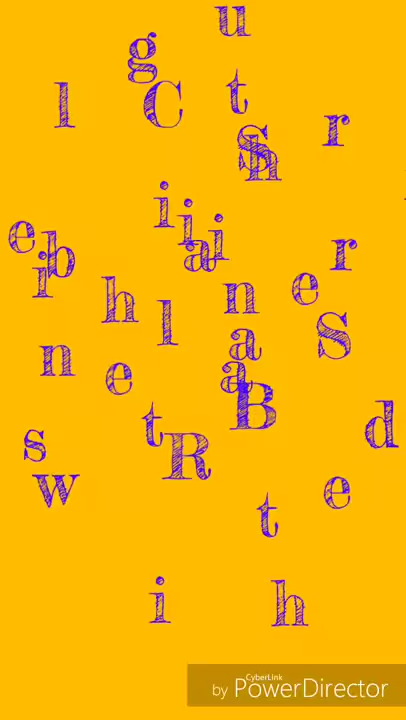 u
g
l C t
r
S
h
i i i
e b a r
i
h n e
l S
n a
e a
B
t d
s R
w e
t
i h
by CyberLink PowerDirector